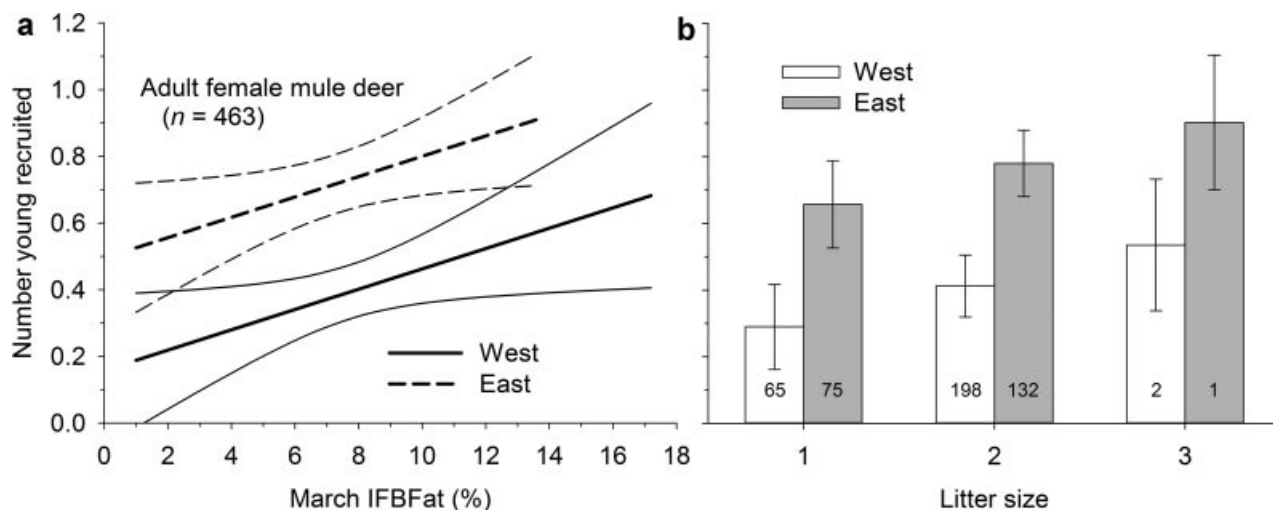 a
1.2
1.0
0.8
0.6
0.4
0.2
0.0
Number young recruited
Adult female mule deer
(n = 463)
West
East
0 2 4 6 8 10 12 14 16 18
March IFBFat (%)
b
West
East
65 75 198 132 2 1
1 2 3
Litter size